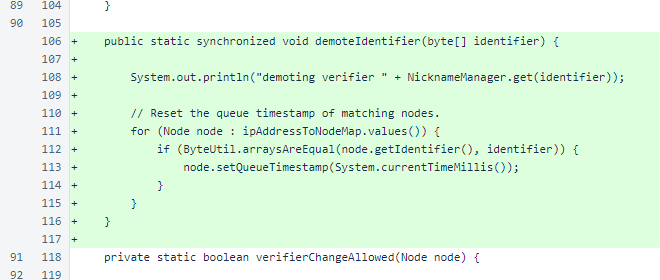 89 104 }
90 105
106 + public static synchronized void demoteIdentifier(byte[] identifier) {
107 +
108 + System.out.println("demoting verifier " + NicknameManager.get(identifier));
109 +
110 + // Reset the queue timestamp of matching nodes.
111 + for (Node node : ipAddressToNodeMap.values()) {
112 + if (ByteUtil.arraysAreEqual(node.getIdentifier(), identifier)) {
113 + node.setQueueTimestamp(System.currentTimeMillis());
114 + }
115 + }
116 + }
117 +
91 118 private static boolean verifierChangeAllowed(Node node) {
92 119